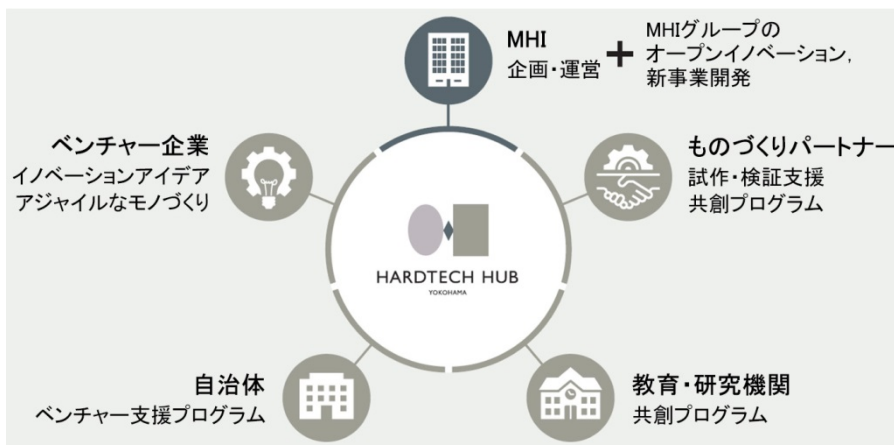 MHI
企画・運営
+
MHIグループの
オープンイノベーション,
新事業開発
ベンチャー企業
イノベーションアイデア
アジャイルなモノづくり
ものづくりパートナー
試作・検証支援
共創プログラム
HARDTECH HUB
YOKOHAMA
自治体
ベンチャー支援プログラム
教育・研究機関
共創プログラム